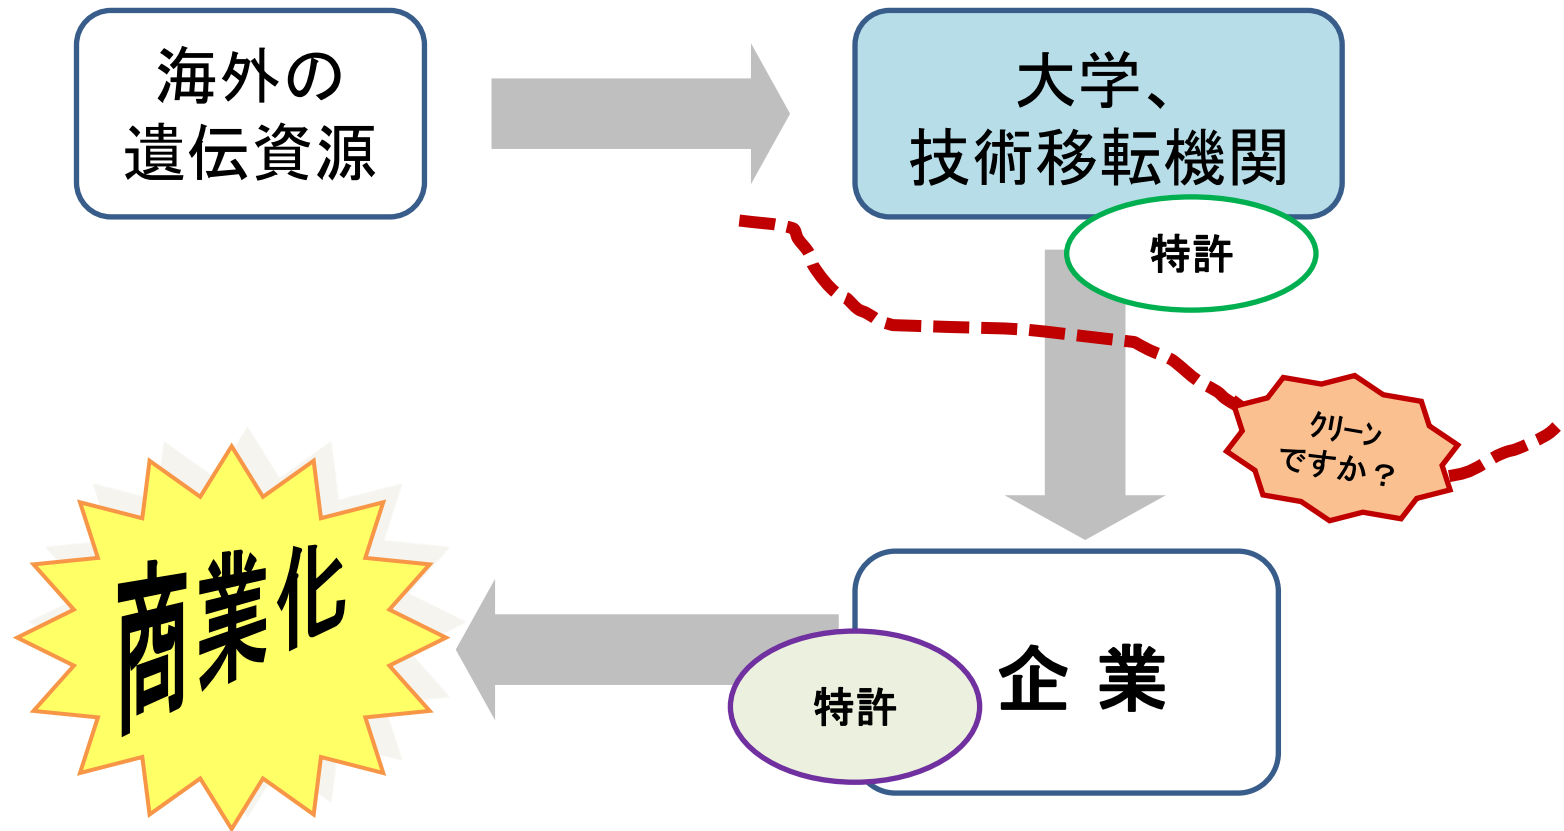 海外の
遺伝資源
大学、
技術移転機関
特許
ｸﾘｰﾝ
ですか？
商業化
特許
企 業